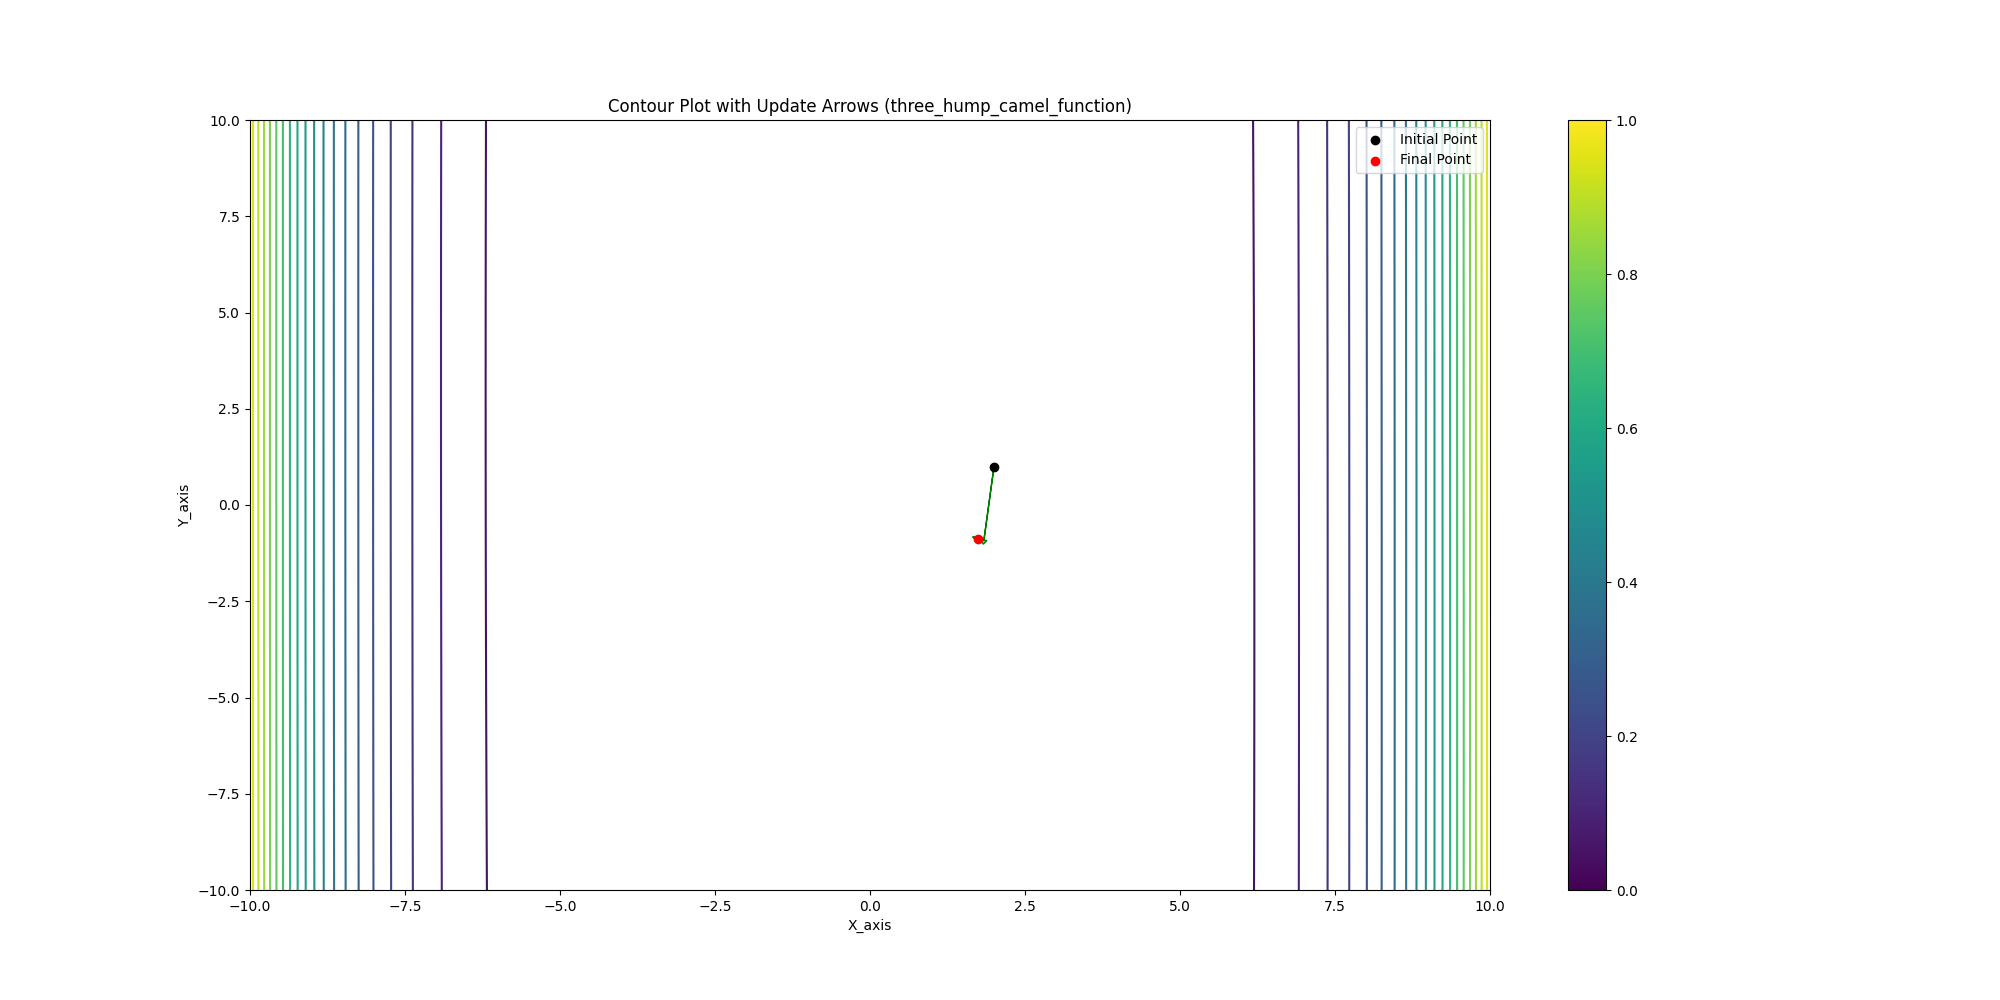 Contour Plot with Update Arrows (three_hump_camel_function)
Initial Point
Final Point
10.0
7.5
5.0
2.5
0.0
−2.5
−5.0
−7.5
−10.0
Y_axis
−10.0 −7.5 −5.0 −2.5 0.0 2.5 5.0 7.5 10.0
X_axis
1.0
0.8
0.6
0.4
0.2
0.0